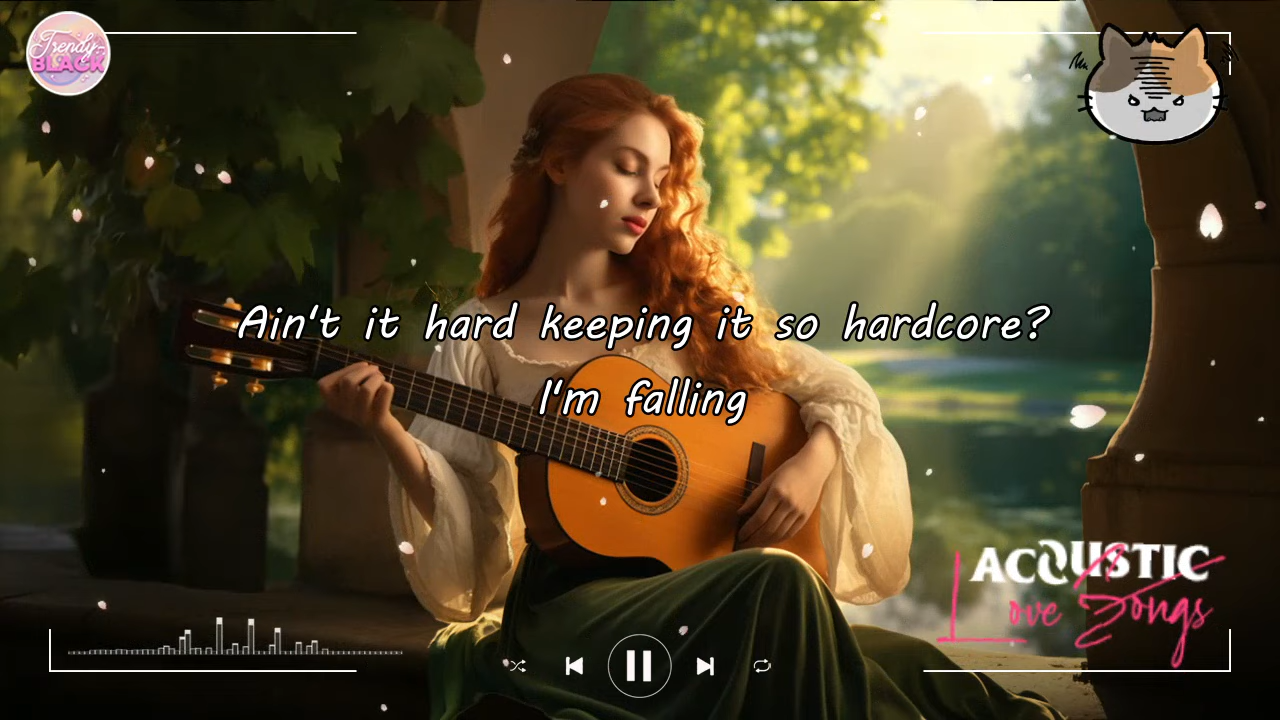 Trendy
BLACK
Ain't it hard keeping it so hardcore?
I'm falling
ACOUSTIC
Love Songs